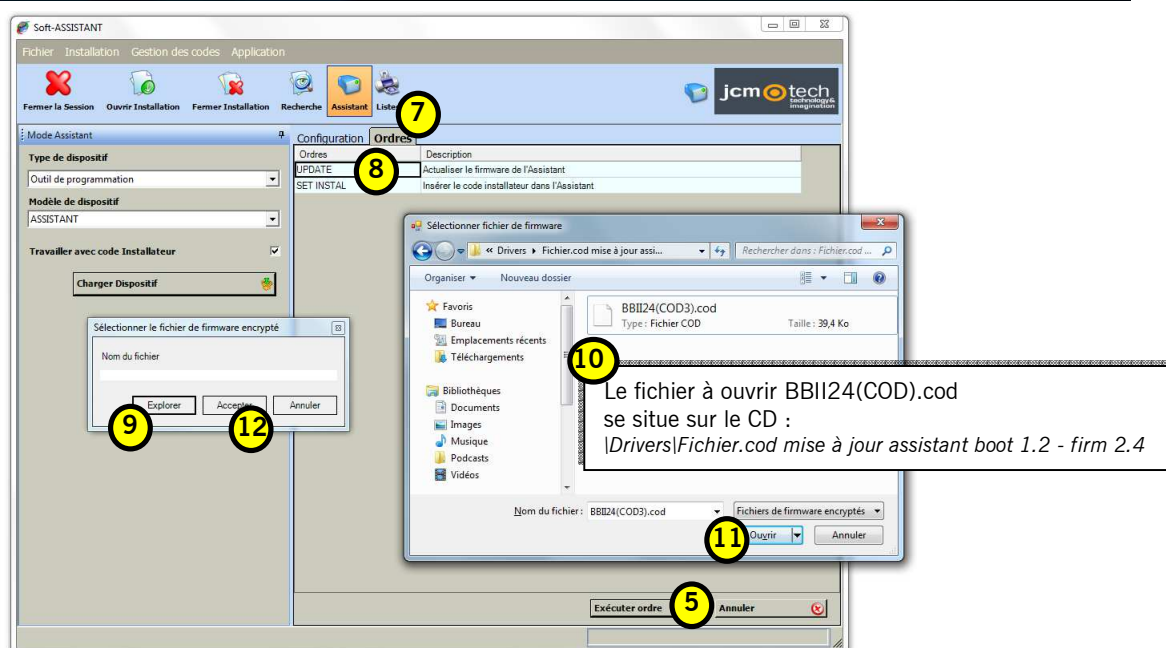 Soft-ASSISTANT
Fichier Installation Gestion des codes Application
Fermer la Session Ouvrir Installation Fermer Installation Recherche Assistant
jcm tech
technology&
imagination
7
Mode Assistant
Type de dispositif
Outil de programmation
Modèle de dispositif
ASSISTANT
Travailler avec code Installateur
Charger Dispositif
Configuration Ordres
Ordres Description
UPDATE Actualiser le firmware de l'Assistant
8
SET INSTAL Insérer le code installateur dans l'Assistant
Sélectionner le fichier de firmware encrypté
Nom du fichier
Explorer Accepter Annuler
9
12
Sélectionner fichier de firmware
« Drivers Fichier.cod mise à jour assi... Rechercher dans : Fichier.cod ...
Organiser Nouveau dossier
Favoris
Bureau
Emplacements récents
Téléchargements
Bibliothèques
Documents
Images
Musique
Podcasts
Vidéos
BBII24(COD3).cod
Type : Fichier COD Taille : 39,4 Ko
10
Le fichier à ouvrir BBII24(COD).cod
se situe sur le CD :
\Drivers\Fichier.cod mise à jour assistant boot 1.2 - firm 2.4
Nom du fichier : BBII24(COD3).cod Fichiers de firmware encryptés
11
Ouvrir Annuler
Exécuter ordre 5 Annuler